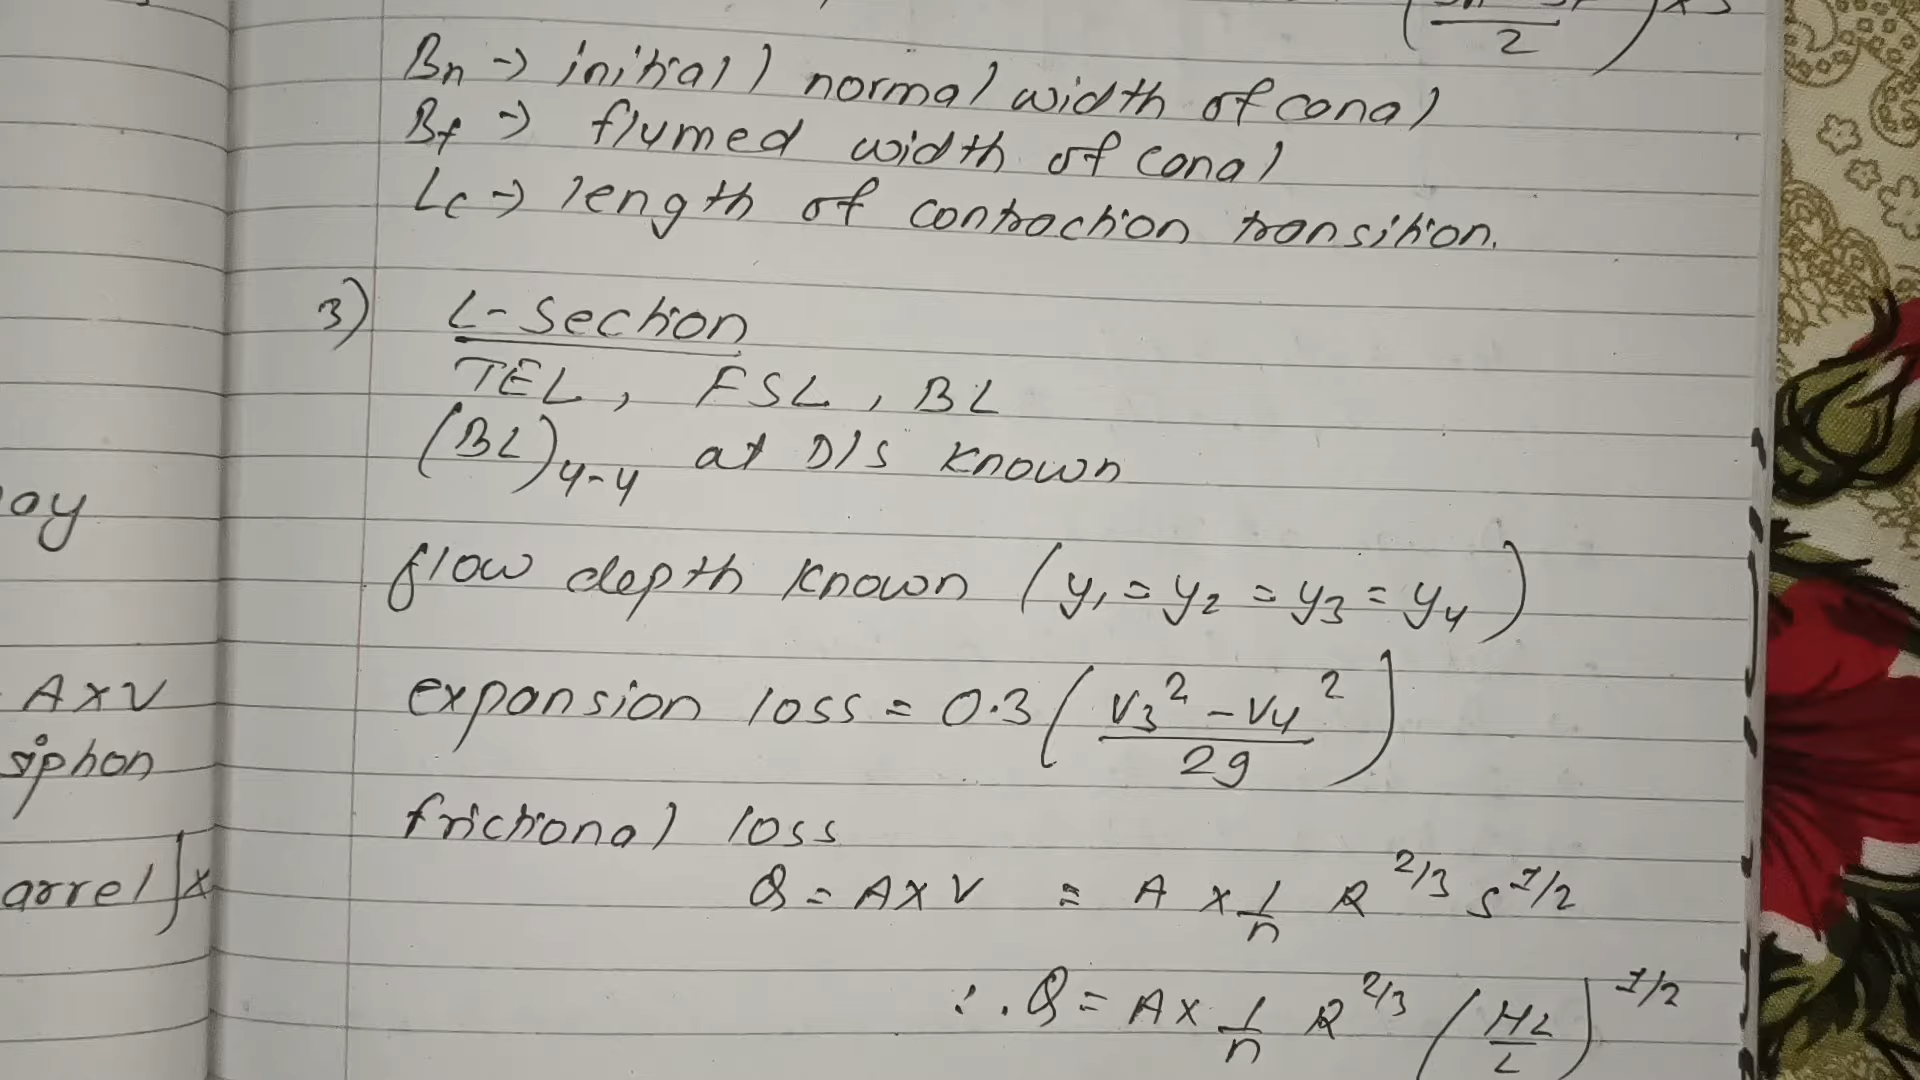 2
Bn → initial) normal width of canal
Bf → flumed width of canal
Lc → length of contraction transition.
3) L-Section
TEL, FSL, BL
(BL)4-4 at D/S known
flow depth known (y1 = y2 = y3 = y4)
expansion loss = 0.3 (V3² - V4² / 2g)
frictional loss
Q = A×V = A × 1/n R^2/3 S^1/2
∴ Q = A× 1/n R^2/3 (HL/L)^1/2
A×V
siphon